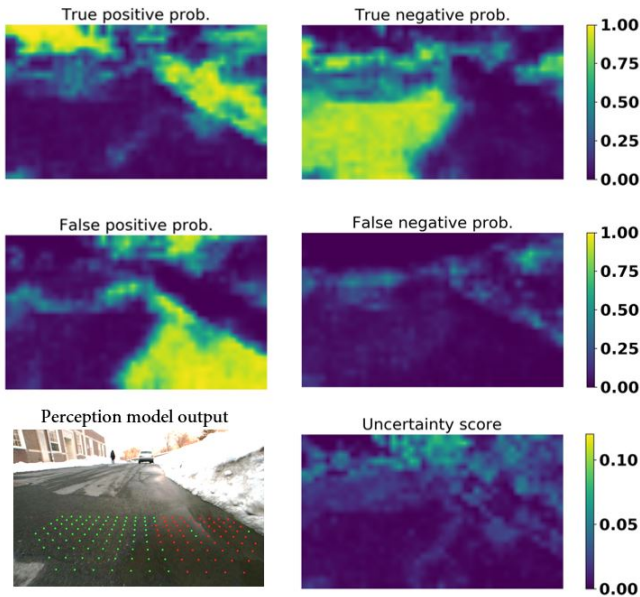 True positive prob.
True negative prob.
1.00
0.75
0.50
0.25
0.00
False positive prob.
False negative prob.
1.00
0.75
0.50
0.25
0.00
Perception model output
Uncertainty score
0.10
0.05
0.00